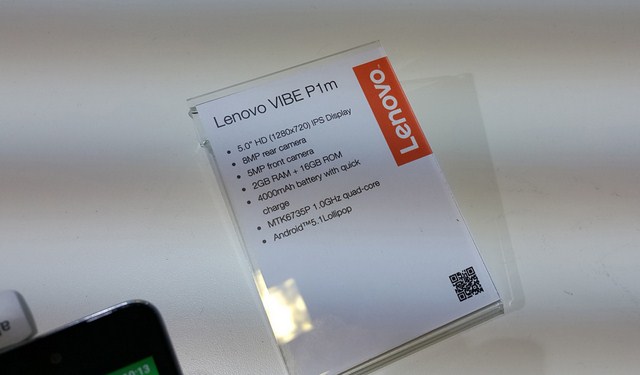 Lenovo VIBE P1m
Lenovo
• 5.0" HD (1280x720) IPS Display
• 8MP rear camera
• 5MP front camera
• 2GB RAM + 16GB ROM
• 4000mAh battery with quick
charge
• MTK6735P 1.0GHz quad-core
• Android™5.1Lollipop